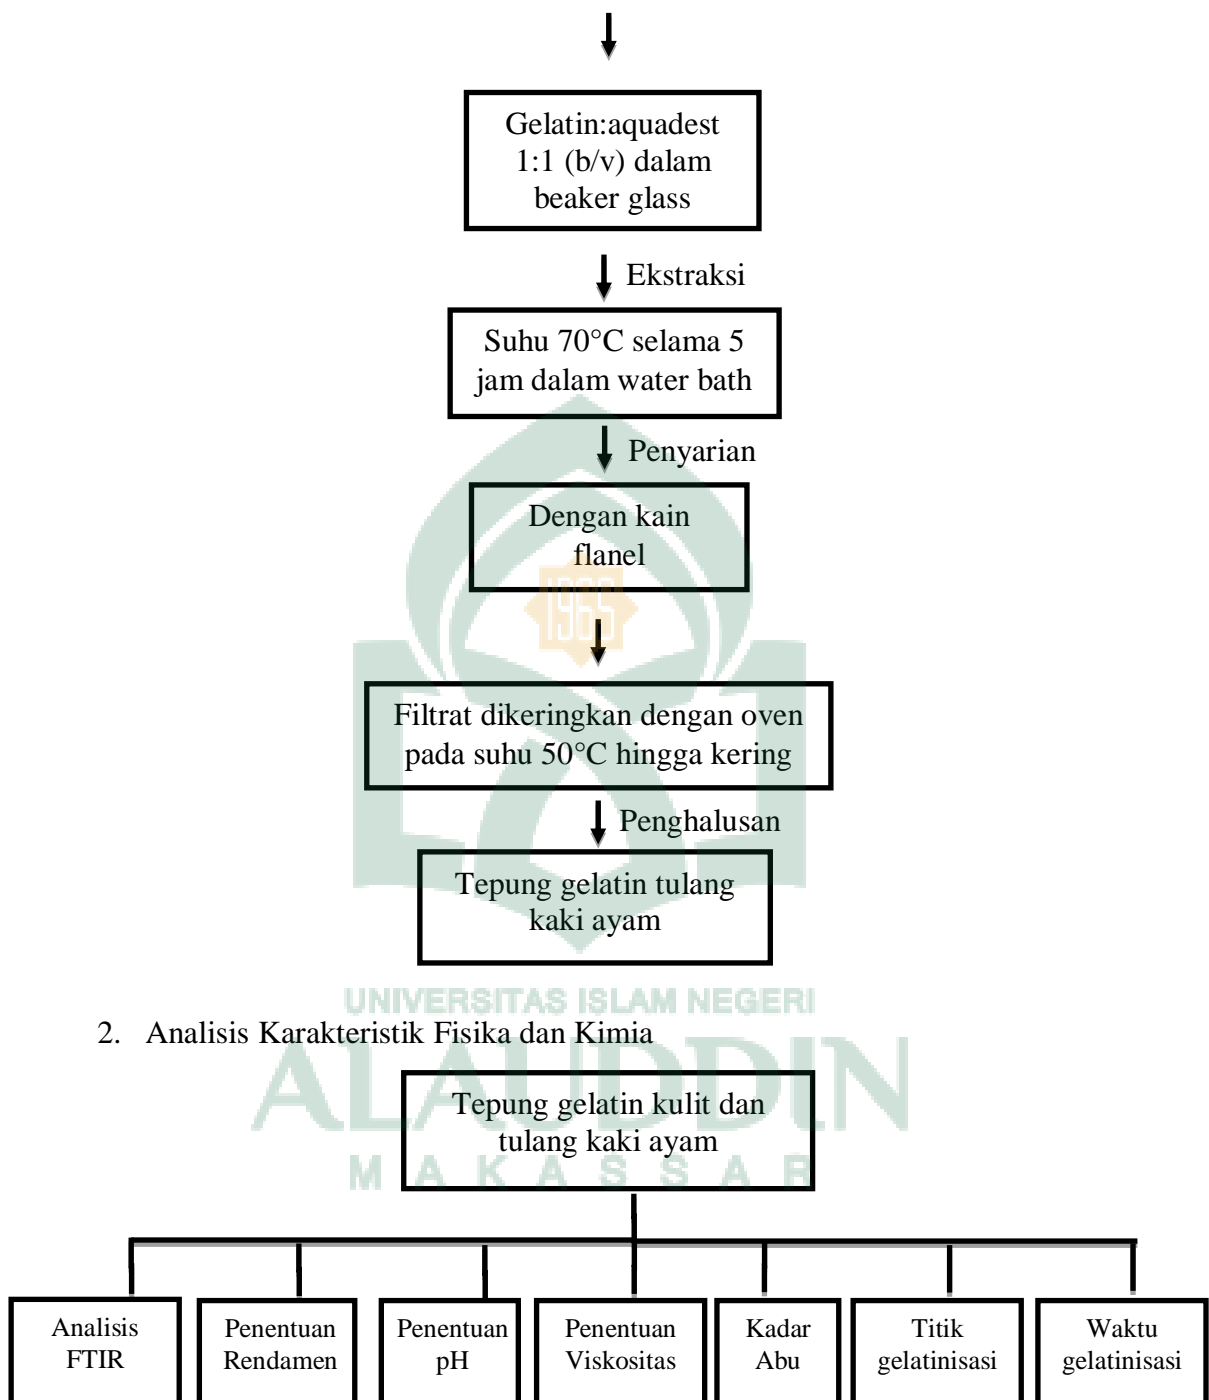 Gelatin:aquadest
1:1 (b/v) dalam
beaker glass
Ekstraksi
Suhu 70°C selama 5
jam dalam water bath
Penyarian
Dengan kain
flanel
1965
Filtrat dikeringkan dengan oven
pada suhu 50°C hingga kering
Penghalusan
Tepung gelatin tulang
kaki ayam
UNIVERSITAS ISLAM NEGERI
2. Analisis Karakteristik Fisika dan Kimia
ALAUDDIN
Tepung gelatin kulit dan
tulang kaki ayam
MAKASSAR
Analisis
FTIR
Penentuan
Rendamen
Penentuan
pH
Penentuan
Viskositas
Kadar
Abu
Titik
gelatinisasi
Waktu
gelatinisasi